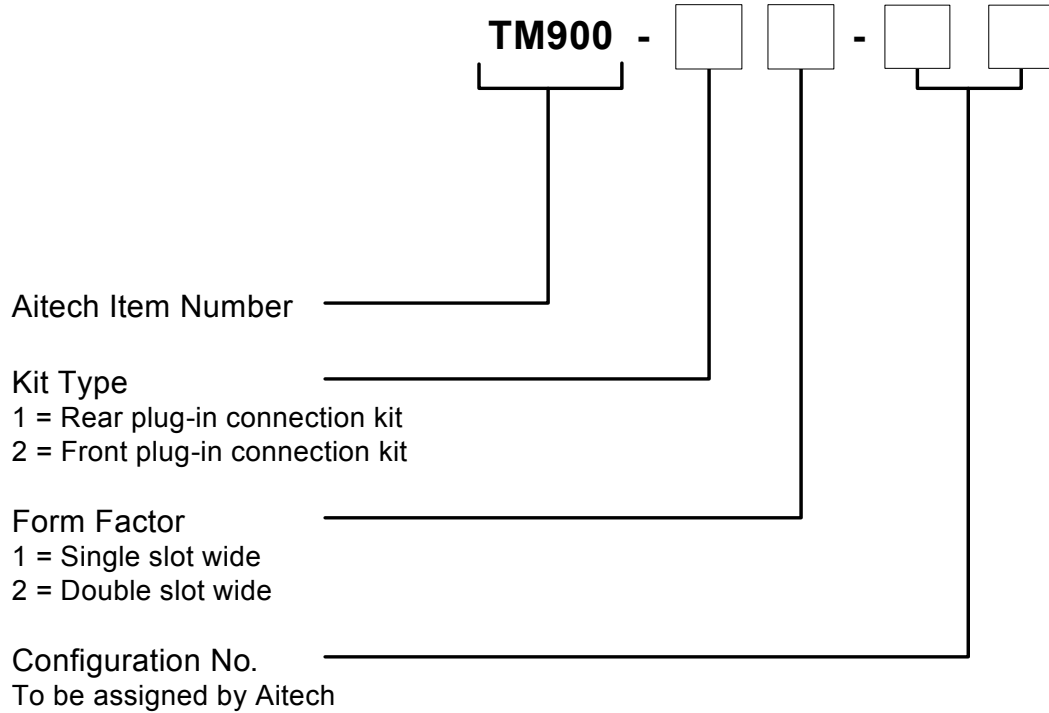 TM900 - -
Aitech Item Number
Kit Type
1 = Rear plug-in connection kit
2 = Front plug-in connection kit
Form Factor
1 = Single slot wide
2 = Double slot wide
Configuration No.
To be assigned by Aitech